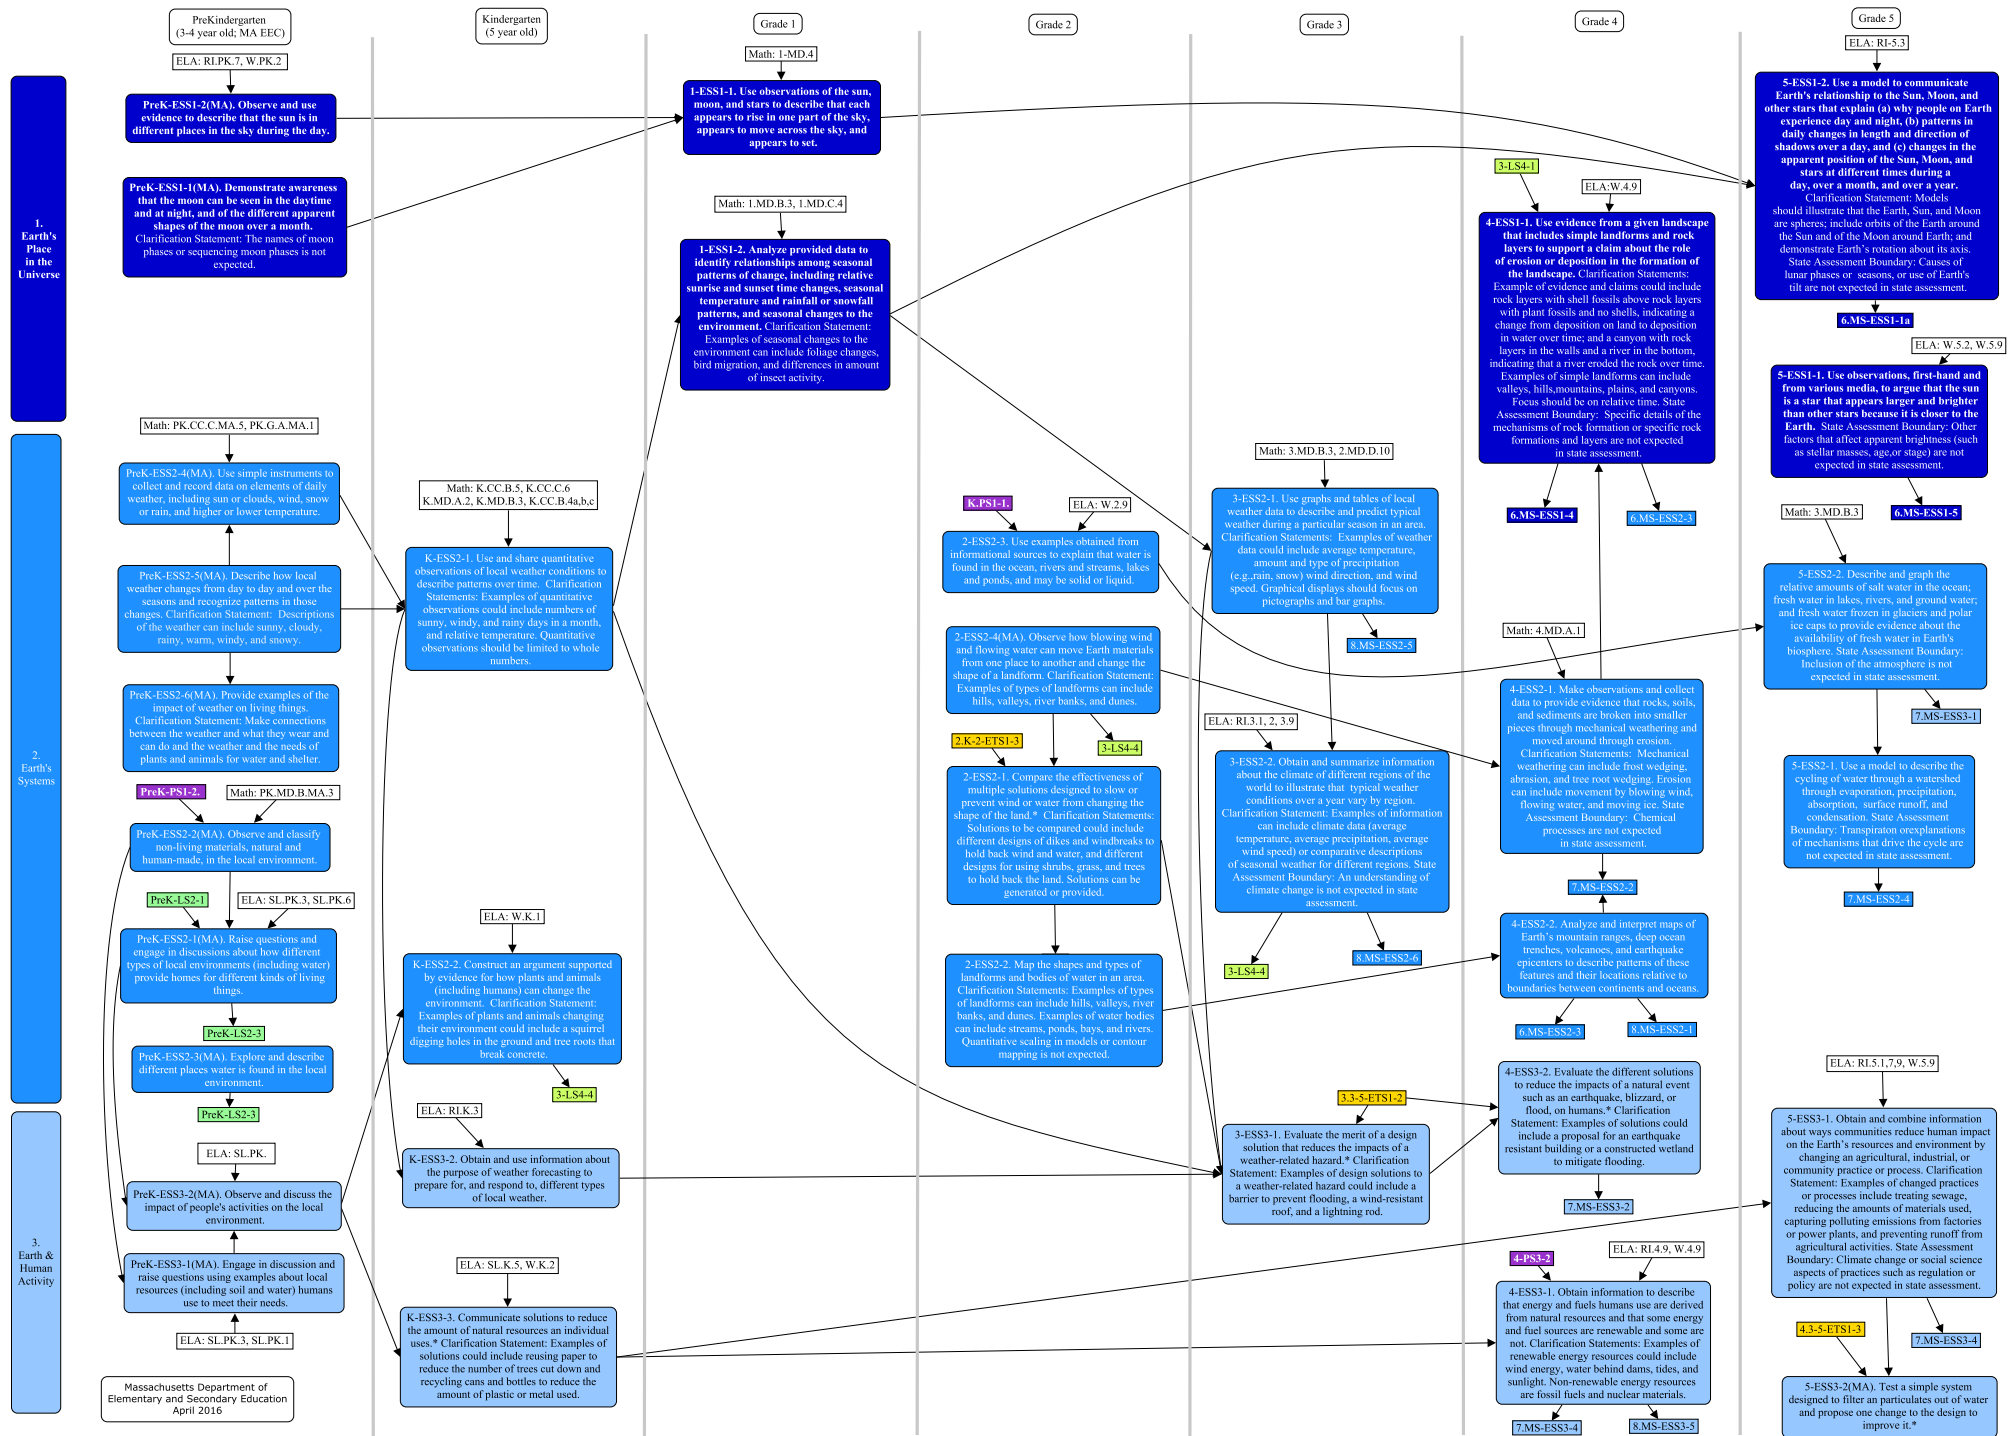 PreKindergarten
(3-4 year old; MA EEC)
Kindergarten
(5 year old)
Grade 1
Grade 2
Grade 3
Grade 4
Grade 5
1.
Earth's
Place
in the
Universe
2.
Earth's
Systems
3.
Earth &
Human
Activity
ELA: RI.PK.7, W.PK.2
PreK-ESS1-2(MA). Observe and use
evidence to describe that the sun is in
different places in the sky during the day.
PreK-ESS1-1(MA). Demonstrate awareness
that the moon can be seen in the daytime
and at night, and of the different apparent
shapes of the moon over a month.
Clarification Statement: The names of moon
phases or sequencing moon phases is not
expected.
Math: PK.CC.C.MA.5, PK.G.A.MA.1
PreK-ESS2-4(MA). Use simple instruments to
collect and record data on elements of daily
weather, including sun or clouds, wind, snow
or rain, and higher or lower temperature.
PreK-ESS2-5(MA). Describe how local
weather changes from day to day and over the
seasons and recognize patterns in those
changes. Clarification Statement:  Descriptions
of the weather can include sunny, cloudy,
rainy, warm, windy, and snowy.
PreK-ESS2-6(MA). Provide examples of the
impact of weather on living things.
Clarification Statement: Make connections
between the weather and what they wear and
can do and the weather and the needs of
plants and animals for water and shelter.
PreK-PS1-2.
Math: PK.MD.B.MA.3
PreK-ESS2-2(MA). Observe and classify
non-living materials, natural and
human-made, in the local environment.
PreK-LS2-1
ELA: SL.PK.3, SL.PK.6
PreK-ESS2-1(MA). Raise questions and
engage in discussions about how different
types of local environments (including water)
provide homes for different kinds of living
things.
PreK-LS2-3
PreK-ESS2-3(MA). Explore and describe
different places water is found in the local
environment.
PreK-LS2-3
ELA: SL.PK.
PreK-ESS3-2(MA). Observe and discuss the
impact of people's activities on the local
environment.
PreK-ESS3-1(MA). Engage in discussion and
raise questions using examples about local
resources (including soil and water) humans
use to meet their needs.
ELA: SL.PK.3, SL.PK.1
Massachusetts Department of
Elementary and Secondary Education
April 2016
Math: K.CC.B.5, K.CC.C.6
K.MD.A.2, K.MD.B.3, K.CC.B.4a,b,c
K-ESS2-1. Use and share quantitative
observations of local weather conditions to
describe patterns over time.  Clarification
Statements: Examples of quantitative
observations could include numbers of
sunny, windy, and rainy days in a month,
and relative temperature. Quantitative
observations should be limited to whole
numbers.
ELA: W.K.1
K-ESS2-2. Construct an argument supported
by evidence for how plants and animals
(including humans) can change the
environment.  Clarification Statement:
Examples of plants and animals changing
their environment could include a squirrel
digging holes in the ground and tree roots that
break concrete.
3-LS4-4
ELA: RI.K.3
K-ESS3-2. Obtain and use information about
the purpose of weather forecasting to
prepare for, and respond to, different types
of local weather.
ELA: SL.K.5, W.K.2
K-ESS3-3. Communicate solutions to reduce
the amount of natural resources an individual
uses.* Clarification Statement: Examples of
solutions could include reusing paper to
reduce the number of trees cut down and
recycling cans and bottles to reduce the
amount of plastic or metal used.
Math: 1-MD.4
1-ESS1-1. Use observations of the sun,
moon, and stars to describe that each
appears to rise in one part of the sky,
appears to move across the sky, and
appears to set.
Math: 1.MD.B.3, 1.MD.C.4
1-ESS1-2. Analyze provided data to
identify relationships among seasonal
patterns of change, including relative
sunrise and sunset time changes, seasonal
temperature and rainfall or snowfall
patterns, and seasonal changes to the
environment. Clarification Statement:
Examples of seasonal changes to the
environment can include foliage changes,
bird migration, and differences in amount
of insect activity.
K.PS1-1.
ELA: W.2.9
2-ESS2-3. Use examples obtained from
informational sources to explain that water is
found in the ocean, rivers and streams, lakes
and ponds, and may be solid or liquid.
2-ESS2-4(MA). Observe how blowing wind
and flowing water can move Earth materials
from one place to another and change the
shape of a landform. Clarification Statement:
Examples of types of landforms can include
hills, valleys, river banks, and dunes.
2.K-2-ETS1-3
3-LS4-4
2-ESS2-1. Compare the effectiveness of
multiple solutions designed to slow or
prevent wind or water from changing the
shape of the land.*  Clarification Statements:
Solutions to be compared could include
different designs of dikes and windbreaks to
hold back wind and water, and different
designs for using shrubs, grass, and trees
to hold back the land. Solutions can be
generated or provided.
2-ESS2-2. Map the shapes and types of
landforms and bodies of water in an area.
Clarification Statements: Examples of types
of landforms can include hills, valleys, river
banks, and dunes. Examples of water bodies
can include streams, ponds, bays, and rivers.
Quantitative scaling in models or contour
mapping is not expected.
Math: 3.MD.B.3, 2.MD.D.10
3-ESS2-1. Use graphs and tables of local
weather data to describe and predict typical
weather during a particular season in an area.
Clarification Statements:  Examples of weather
data could include average temperature,
amount and type of precipitation
(e.g.,rain, snow) wind direction, and wind
speed. Graphical displays should focus on
pictographs and bar graphs.
8.MS-ESS2-5
ELA: RI.3.1, 2, 3.9
3-ESS2-2. Obtain and summarize information
about the climate of different regions of the
world to illustrate that  typical weather
conditions over a year vary by region.
Clarification Statement: Examples of information
can include climate data (average
temperature, average precipitation, average
wind speed) or comparative descriptions
of seasonal weather for different regions. State
Assessment Boundary: An understanding of
climate change is not expected in state
assessment.
3-LS4-4
8.MS-ESS2-6
3.3-5-ETS1-2
3-ESS3-1. Evaluate the merit of a design
solution that reduces the impacts of a
weather-related hazard.* Clarification
Statement: Examples of design solutions to
a weather-related hazard could include a
barrier to prevent flooding, a wind-resistant
roof, and a lightning rod.
3-LS4-1
ELA:W.4.9
4-ESS1-1. Use evidence from a given landscape
that includes simple landforms and rock
layers to support a claim about the role
of erosion or deposition in the formation of
the landscape. Clarification Statements:
Example of evidence and claims could include
rock layers with shell fossils above rock layers
with plant fossils and no shells, indicating a
change from deposition on land to deposition
in water over time; and a canyon with rock
layers in the walls and a river in the bottom,
indicating that a river eroded the rock over time.
Examples of simple landforms can include
valleys, hills,mountains, plains, and canyons.
Focus should be on relative time. State
Assessment Boundary:  Specific details of the
mechanisms of rock formation or specific rock
formations and layers are not expected
in state assessment.
6.MS-ESS1-4
6.MS-ESS2-3
Math: 4.MD.A.1
4-ESS2-1. Make observations and collect
data to provide evidence that rocks, soils,
and sediments are broken into smaller
pieces through mechanical weathering and
moved around through erosion.
Clarification Statements:  Mechanical
weathering can include frost wedging,
abrasion, and tree root wedging. Erosion
can include movement by blowing wind,
flowing water, and moving ice. State
Assessment Boundary:  Chemical
processes are not expected
in state assessment.
7.MS-ESS2-2
4-ESS2-2. Analyze and interpret maps of
Earth’s mountain ranges, deep ocean
trenches, volcanoes, and earthquake
epicenters to describe patterns of these
features and their locations relative to
boundaries between continents and oceans.
6.MS-ESS2-3
8.MS-ESS2-1
4-ESS3-2. Evaluate the different solutions
to reduce the impacts of a natural event
such as an earthquake, blizzard, or
flood, on humans.* Clarification
Statement: Examples of solutions could
include a proposal for an earthquake
resistant building or a constructed wetland
to mitigate flooding.
7.MS-ESS3-2
4-PS3-2
ELA: RI.4.9, W.4.9
4-ESS3-1. Obtain information to describe
that energy and fuels humans use are derived
from natural resources and that some energy
and fuel sources are renewable and some are
not. Clarification Statements: Examples of
renewable energy resources could include
wind energy, water behind dams, tides, and
sunlight. Non-renewable energy resources
are fossil fuels and nuclear materials.
7.MS-ESS3-4
8.MS-ESS3-5
ELA: RI-5.3
5-ESS1-2. Use a model to communicate
Earth's relationship to the Sun, Moon, and
other stars that explain (a) why people on Earth
experience day and night, (b) patterns in
daily changes in length and direction of
shadows over a day, and (c) changes in the
apparent position of the Sun, Moon, and
stars at different times during a
day, over a month, and over a year.
Clarification Statement: Models
should illustrate that the Earth, Sun, and Moon
are spheres; include orbits of the Earth around
the Sun and of the Moon around Earth; and
demonstrate Earth’s rotation about its axis.
State Assessment Boundary: Causes of
lunar phases or  seasons, or use of Earth's
tilt are not expected in state assessment.
6.MS-ESS1-1a
ELA: W.5.2, W.5.9
5-ESS1-1. Use observations, first-hand and
from various media, to argue that the sun
is a star that appears larger and brighter
than other stars because it is closer to the
Earth.  State Assessment Boundary: Other
factors that affect apparent brightness (such
as stellar masses, age,or stage) are not
expected in state assessment.
6.MS-ESS1-5
Math: 3.MD.B.3
5-ESS2-2. Describe and graph the
relative amounts of salt water in the ocean;
fresh water in lakes, rivers, and ground water;
and fresh water frozen in glaciers and polar
ice caps to provide evidence about the
availability of fresh water in Earth's
biosphere. State Assessment Boundary:
Inclusion of the atmosphere is not
expected in state assessment.
7.MS-ESS3-1
5-ESS2-1. Use a model to describe the
cycling of water through a watershed
through evaporation, precipitation,
absorption,  surface runoff, and
condensation. State Assessment
Boundary: Transpiraton orexplanations
of mechanisms that drive the cycle are
not expected in state assessment.
7.MS-ESS2-4
ELA: RI.5.1,7,9, W.5.9
5-ESS3-1. Obtain and combine information
about ways communities reduce human impact
on the Earth’s resources and environment by
changing an agricultural, industrial, or
community practice or process. Clarification
Statement: Examples of changed practices
or processes include treating sewage,
reducing the amounts of materials used,
capturing polluting emissions from factories
or power plants, and preventing runoff from
agricultural activities. State Assessment
Boundary: Climate change or social science
aspects of practices such as regulation or
policy are not expected in state assessment.
4.3-5-ETS1-3
7.MS-ESS3-4
5-ESS3-2(MA). Test a simple system
designed to filter an particulates out of water
and propose one change to the design to
improve it.*